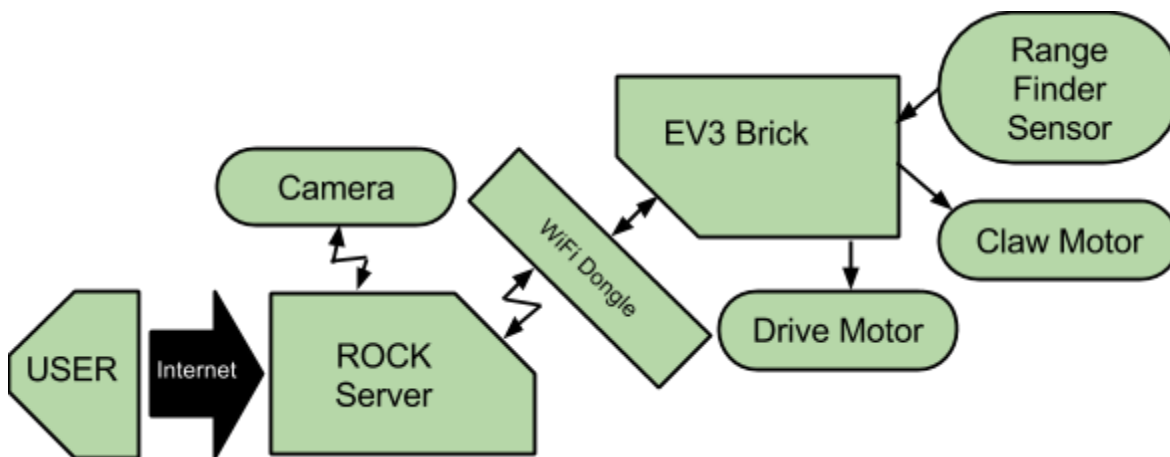 USER
Internet
ROCK
Server
Camera
WiFi Dongle
EV3 Brick
Range
Finder
Sensor
Claw Motor
Drive Motor